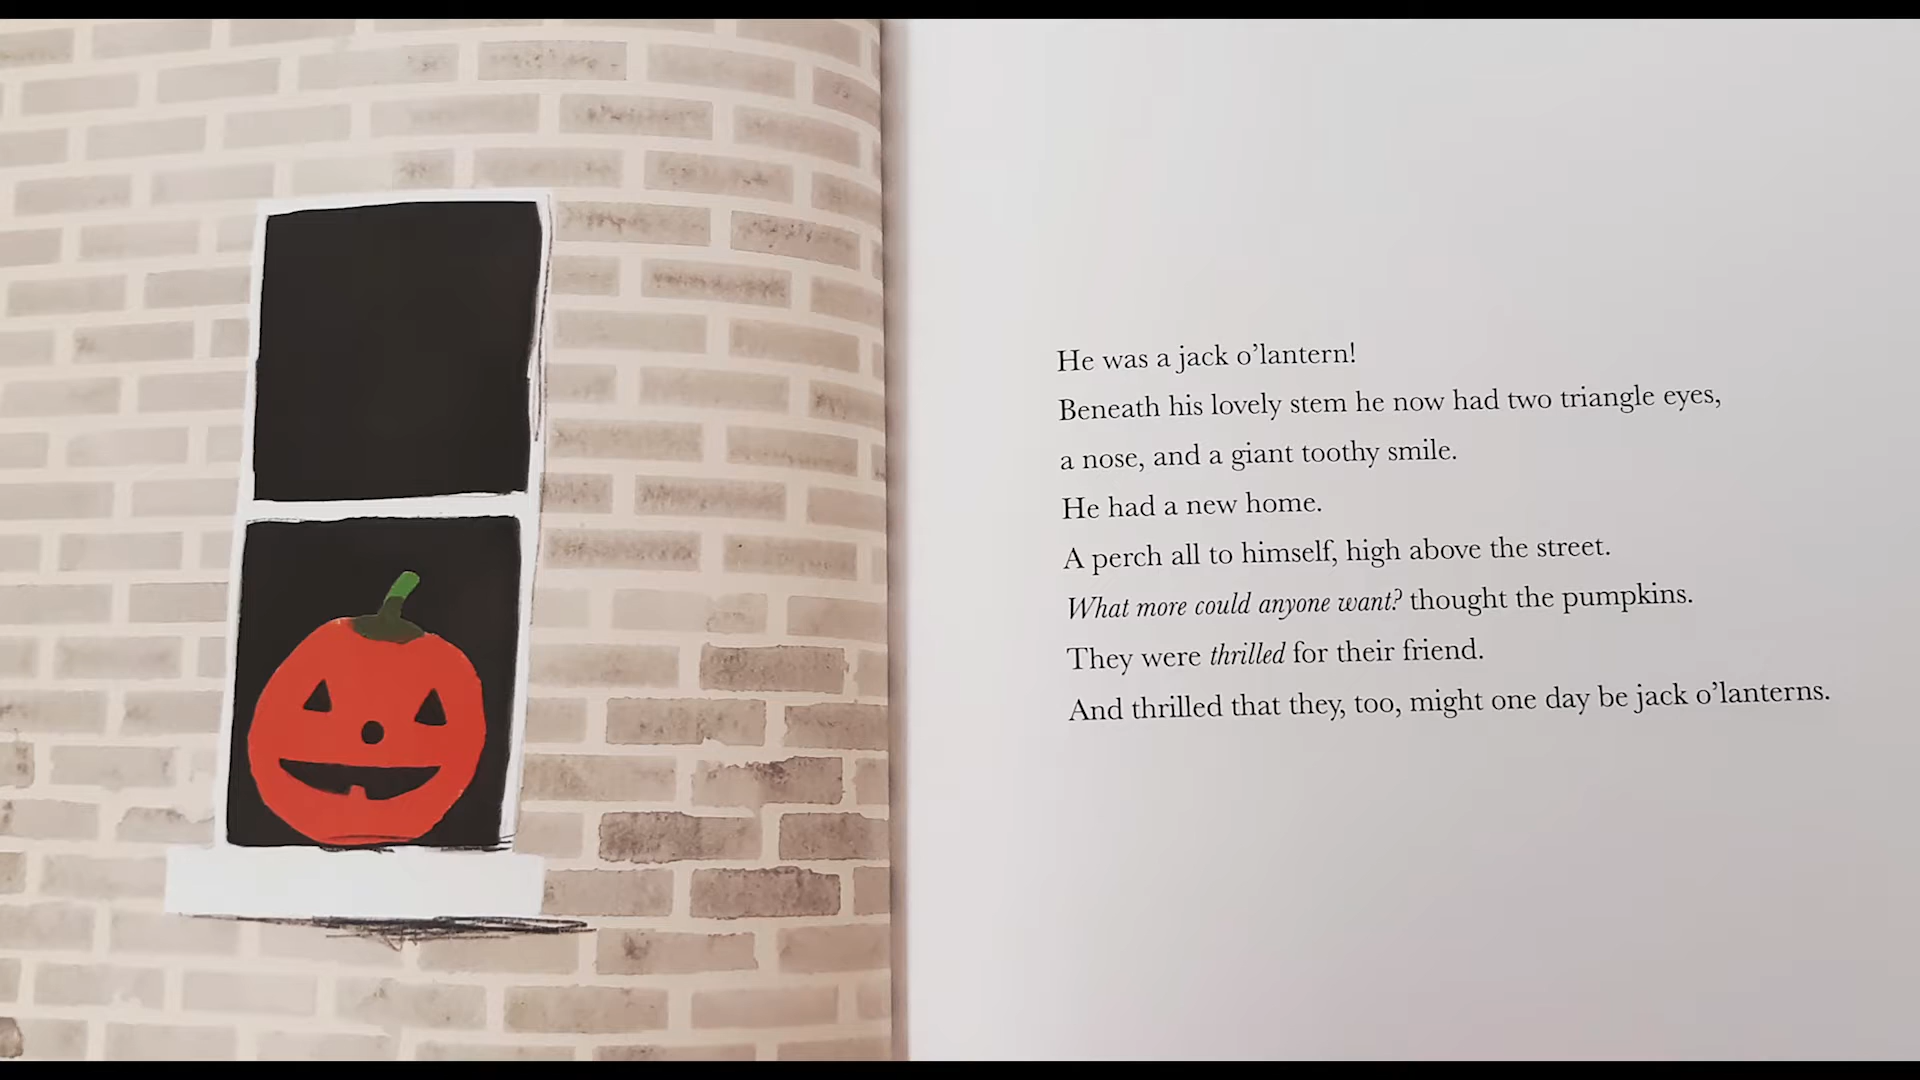 He was a jack o’lantern!
Beneath his lovely stem he now had two triangle eyes,
a nose, and a giant toothy smile.
He had a new home.
A perch all to himself, high above the street.
What more could anyone want? thought the pumpkins.
They were thrilled for their friend.
And thrilled that they, too, might one day be jack o’lanterns.